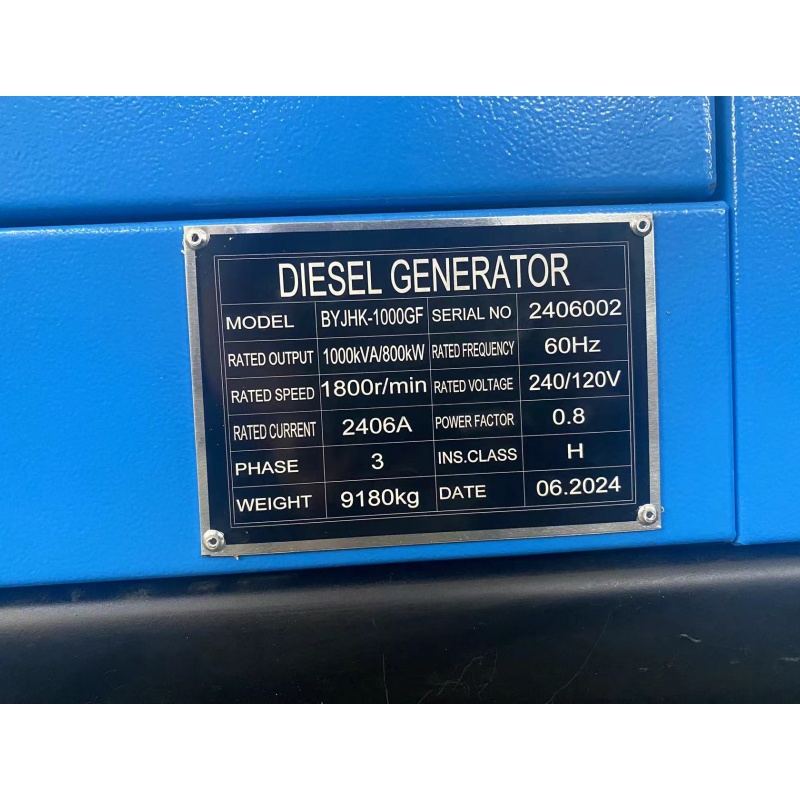 DIESEL GENERATOR
MODEL BYJHK-1000GF SERIAL NO 2406002
RATED OUTPUT 1000kVA/800kW RATED FREQUENCY 60Hz
RATED SPEED 1800r/min RATED VOLTAGE 240/120V
RATED CURRENT 2406A POWER FACTOR 0.8
PHASE 3 INS.CLASS H
WEIGHT 9180kg DATE 06.2024